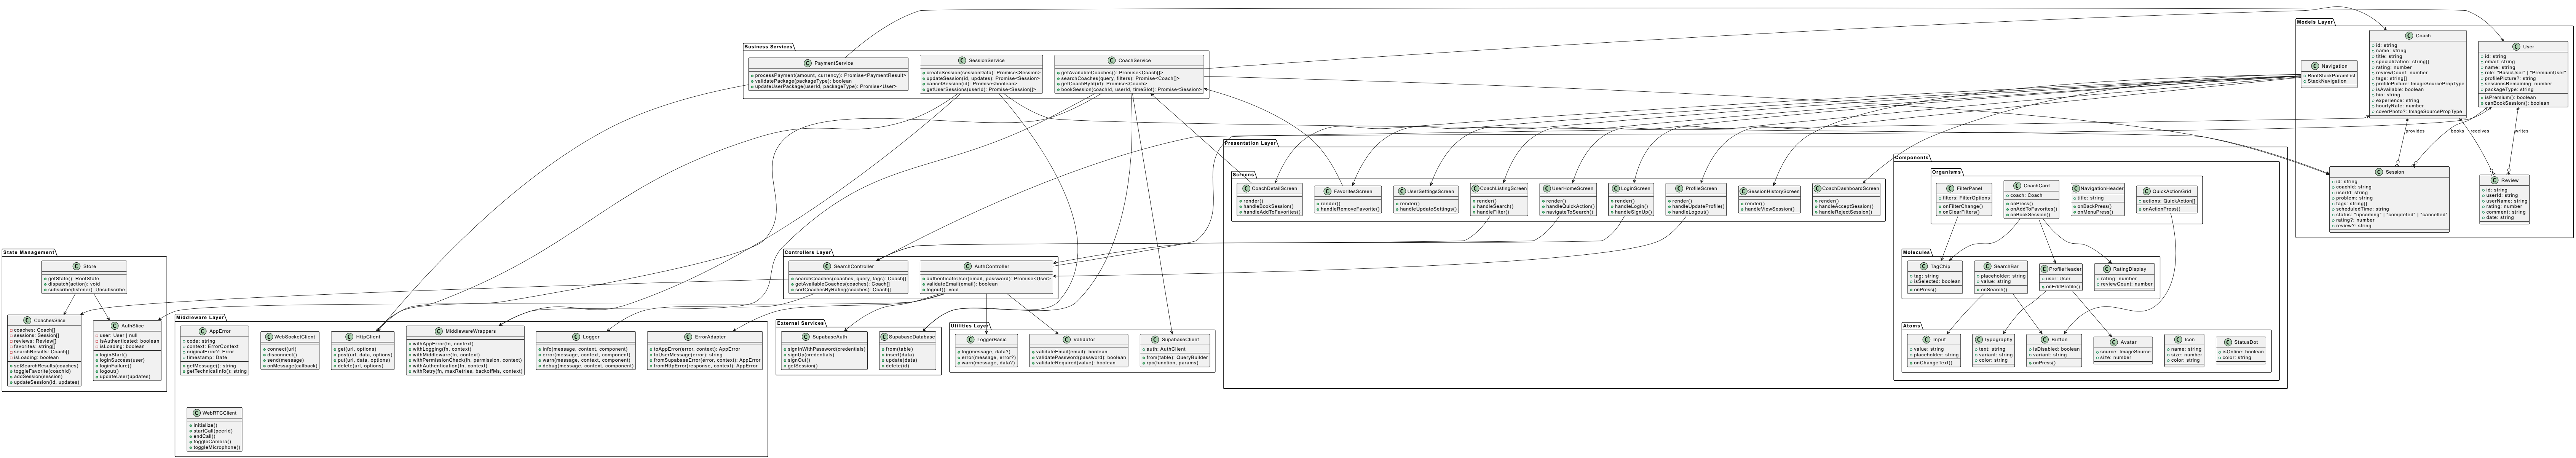 Models Layer
Coach
id: string
name: string
title: string
specialization: string[]
rating: number
reviewCount: number
tags: string[]
profilePicture: ImageSourcePropType
isAvailable: boolean
bio: string
experience: string
hourlyRate: number
coverPhoto?: ImageSourcePropType
User
id: string
email: string
name: string
role: "BasicUser" | "PremiumUser"
profilePicture?: string
sessionsRemaining: number
packageType: string
isPremium(): boolean
canBookSession(): boolean
Navigation
RootStackParamList
StackNavigation
provides
books
receives
writes
Session
id: string
coachId: string
userId: string
problem: string
tags: string[]
scheduledTime: string
status: "upcoming" | "completed" | "cancelled"
rating?: number
review?: string
Review
id: string
userId: string
userName: string
rating: number
comment: string
date: string
Business Services
PaymentService
processPayment(amount, currency): Promise<PaymentResult>
validatePackage(packageType): boolean
updateUserPackage(userId, packageType): Promise<User>
SessionService
createSession(sessionData): Promise<Session>
updateSession(id, updates): Promise<Session>
cancelSession(id): Promise<boolean>
getUserSessions(userId): Promise<Session[]>
CoachService
getAvailableCoaches(): Promise<Coach[]>
searchCoaches(query, filters): Promise<Coach[]>
getCoachById(id): Promise<Coach>
bookSession(coachId, userId, timeSlot): Promise<Session>
Presentation Layer
Screens
CoachDetailScreen
render()
handleBookSession()
handleAddToFavorites()
FavoritesScreen
render()
handleRemoveFavorite()
UserSettingsScreen
render()
handleUpdateSettings()
CoachListingScreen
render()
handleSearch()
handleFilter()
UserHomeScreen
render()
handleQuickAction()
navigateToSearch()
LoginScreen
render()
handleLogin()
handleSignUp()
ProfileScreen
render()
handleUpdateProfile()
handleLogout()
SessionHistoryScreen
render()
handleViewSession()
CoachDashboardScreen
render()
handleAcceptSession()
handleRejectSession()
Components
Organisms
FilterPanel
filters: FilterOptions
onFilterChange()
onClearFilters()
CoachCard
coach: Coach
onPress()
onAddToFavorites()
onBookSession()
NavigationHeader
title: string
onBackPress()
onMenuPress()
QuickActionGrid
actions: QuickAction[]
onActionPress()
Molecules
TagChip
tag: string
isSelected: boolean
onPress()
SearchBar
placeholder: string
value: string
onSearch()
ProfileHeader
user: User
onEditProfile()
RatingDisplay
rating: number
reviewCount: number
Atoms
Input
value: string
placeholder: string
onChangeText()
Typography
text: string
variant: string
color: string
Button
isDisabled: boolean
variant: string
onPress()
Avatar
source: ImageSource
size: number
Icon
name: string
size: number
color: string
StatusDot
isOnline: boolean
color: string
Controllers Layer
SearchController
searchCoaches(coaches, query, tags): Coach[]
getAvailableCoaches(coaches): Coach[]
sortCoachesByRating(coaches): Coach[]
AuthController
authenticateUser(email, password): Promise<User>
validateEmail(email): boolean
logout(): void
State Management
Store
getState(): RootState
dispatch(action): void
subscribe(listener): Unsubscribe
CoachesSlice
coaches: Coach[]
sessions: Session[]
reviews: Review[]
favorites: string[]
searchResults: Coach[]
isLoading: boolean
setSearchResults(coaches)
toggleFavorite(coachId)
addSession(session)
updateSession(id, updates)
AuthSlice
user: User | null
isAuthenticated: boolean
isLoading: boolean
loginStart()
loginSuccess(user)
loginFailure()
logout()
updateUser(updates)
Middleware Layer
AppError
code: string
context: ErrorContext
originalError?: Error
timestamp: Date
getMessage(): string
getTechnicalInfo(): string
WebSocketClient
connect(url)
disconnect()
send(message)
onMessage(callback)
HttpClient
get(url, options)
post(url, data, options)
put(url, data, options)
delete(url, options)
MiddlewareWrappers
withAppError(fn, context)
withLogging(fn, context)
withMiddleware(fn, context)
withAuthentication(fn, context)
withPermissionCheck(fn, permission, context)
withRetry(fn, maxRetries, backoffMs, context)
Logger
info(message, context, component)
error(message, context, component)
warn(message, context, component)
debug(message, context, component)
ErrorAdapter
toAppError(error, context): AppError
toUserMessage(error): string
fromSupabaseError(error, context): AppError
fromHttpError(response, context): AppError
WebRTCClient
initialize()
startCall(peerId)
endCall()
toggleCamera()
toggleMicrophone()
External Services
SupabaseAuth
signInWithPassword(credentials)
signUp(credentials)
signOut()
getSession()
SupabaseDatabase
from(table)
insert(data)
update(data)
delete(id)
Utilities Layer
LoggerBasic
log(message, data?)
error(message, error?)
warn(message, data?)
Validator
validateEmail(email): boolean
validatePassword(password): boolean
validateRequired(value): boolean
SupabaseClient
auth: AuthClient
from(table): QueryBuilder
rpc(function, params)